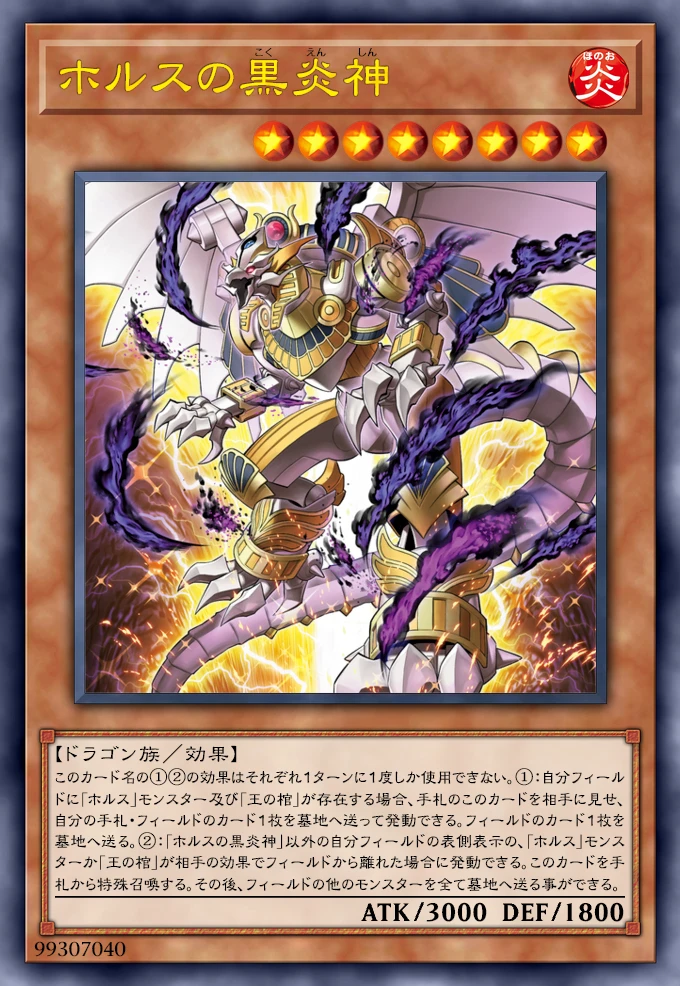 こく えん しん
ホルスの黒炎神
ほのお
炎
【ドラゴン族／効果】
このカード名の①②の効果はそれぞれ1ターンに1度しか使用できない。①：自分フィール
ドに「ホルス」モンスター及び「王の棺」が存在する場合、手札のこのカードを相手に見せ、
自分の手札・フィールドのカード1枚を墓地へ送って発動できる。フィールドのカード1枚を
墓地へ送る。②：「ホルスの黒炎神」以外の自分フィールドの表側表示の、「ホルス」モンス
ターか「王の棺」が相手の効果でフィールドから離れた場合に発動できる。このカードを手
札から特殊召喚する。その後、フィールドの他のモンスターを全て墓地へ送る事ができる。
ATK/3000 DEF/1800
99307040